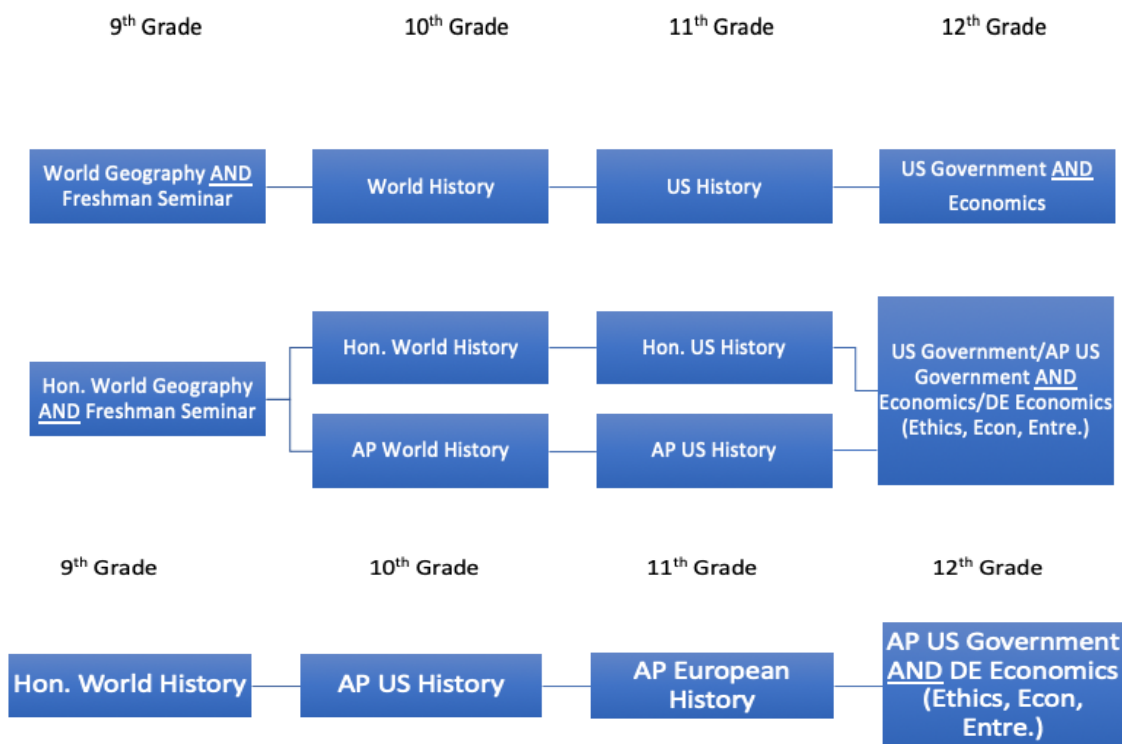 9th Grade
10th Grade
11th Grade
12th Grade
World Geography AND
Freshman Seminar
World History
US History
US Government AND
Economics
Hon. World Geography
AND Freshman Seminar
Hon. World History
Hon. US History
AP World History
AP US History
US Government/AP US
Government AND
Economics/DE Economics
(Ethics, Econ, Entre.)
9th Grade
10th Grade
11th Grade
12th Grade
Hon. World History
AP US History
AP European
History
AP US Government
AND DE Economics
(Ethics, Econ,
Entre.)